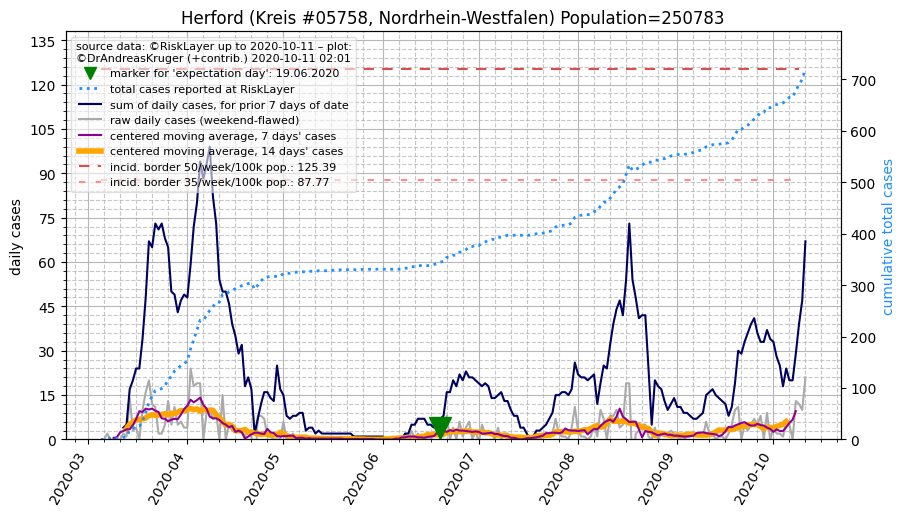 Herford (Kreis #05758, Nordrhein-Westfalen) Population=250783
source data: ©RiskLayer up to 2020-10-11 – plot:
©DrAndreasKruger (+contrib.) 2020-10-11 02:01
marker for 'expectation day': 19.06.2020
total cases reported at RiskLayer
sum of daily cases, for prior 7 days of date
raw daily cases (weekend-flawed)
centered moving average, 7 days' cases
centered moving average, 14 days' cases
incid. border 50/week/100k pop.: 125.39
incid. border 35/week/100k pop.: 87.77
daily cases
135
120
105
90
75
60
45
30
15
0
cumulative total cases
700
600
500
400
300
200
100
0
2020-03
2020-04
2020-05
2020-06
2020-07
2020-08
2020-09
2020-10